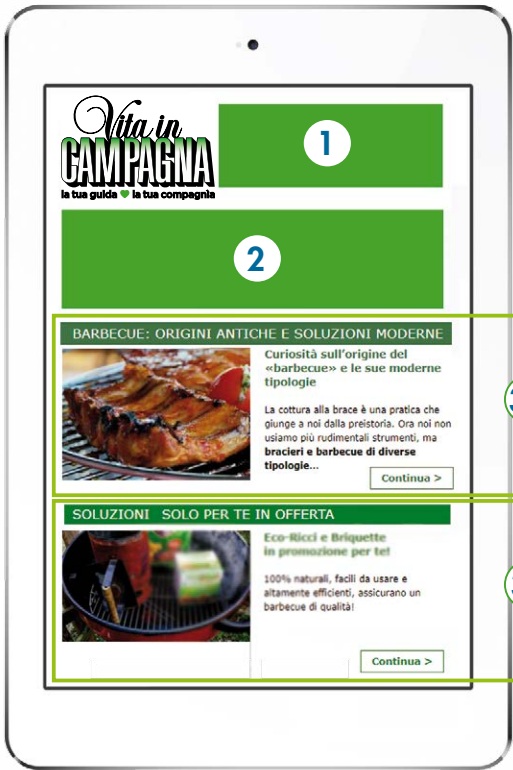 Vita in
CAMPAGNA
la tua guida la tua compagnia
1
2
BARBECUE: ORIGINI ANTICHE E SOLUZIONI MODERNE
Curiosità sull'origine del
«barbecue» e le sue moderne
tipologie
La cottura alla brace è una pratica che
giunge a noi dalla preistoria. Ora noi non
usiamo più rudimentali strumenti, ma
bracieri e barbecue di diverse
tipologie...
Continua >
SOLUZIONI SOLO PER TE IN OFFERTA
Eco-Ricci e Briquette
in promozione per te!
100% naturali, facili da usare e
altamente efficienti, assicurano un
barbecue di qualità!
Continua >